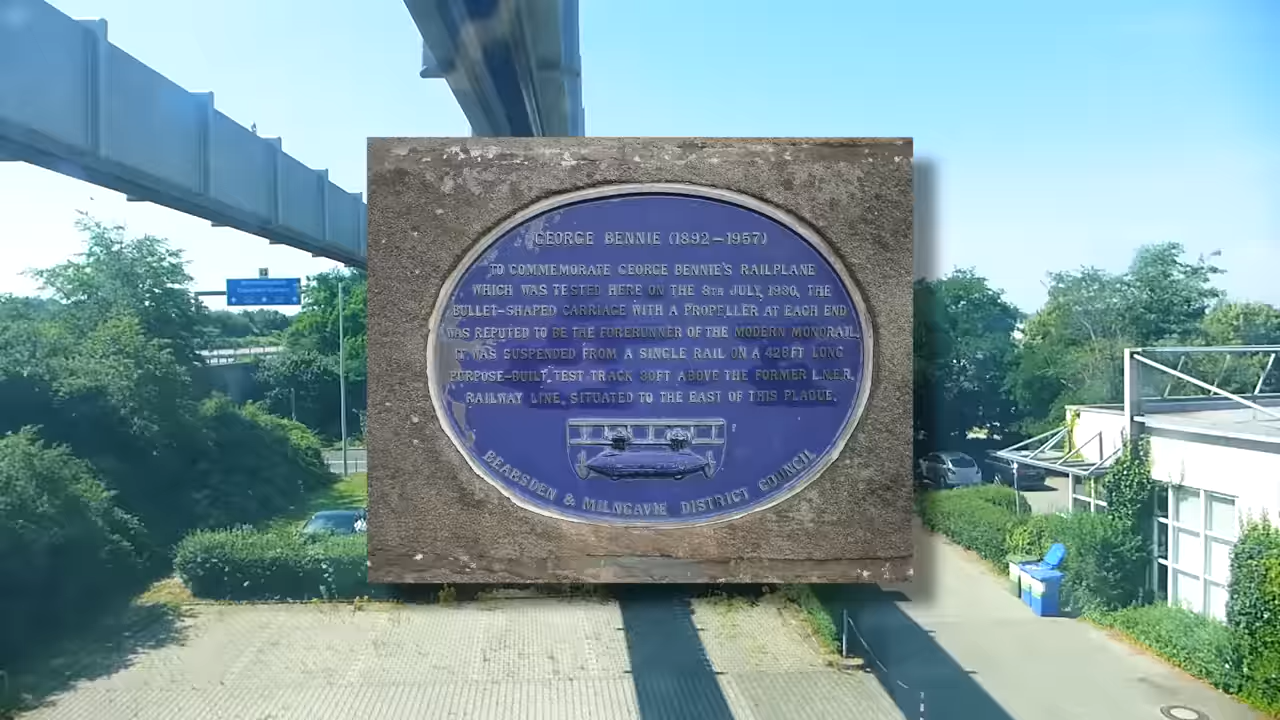 GEORGE BENNIE (1892–1957)
TO COMMEMORATE GEORGE BENNIE'S RAILPLANE
WHICH WAS TESTED HERE ON THE 8TH JULY, 1930. THE
BULLET-SHAPED CARRIAGE WITH A PROPELLER AT EACH END
WAS REPUTED TO BE THE FORERUNNER OF THE MODERN MONORAIL.
IT WAS SUSPENDED FROM A SINGLE RAIL ON A 426FT LONG
PURPOSE-BUILT, TEST TRACK 30FT ABOVE THE FORMER L.N.E.R.
RAILWAY LINE, SITUATED TO THE EAST OF THIS PLAQUE.
BEARSDEN & MILNGAVIE DISTRICT COUNCIL